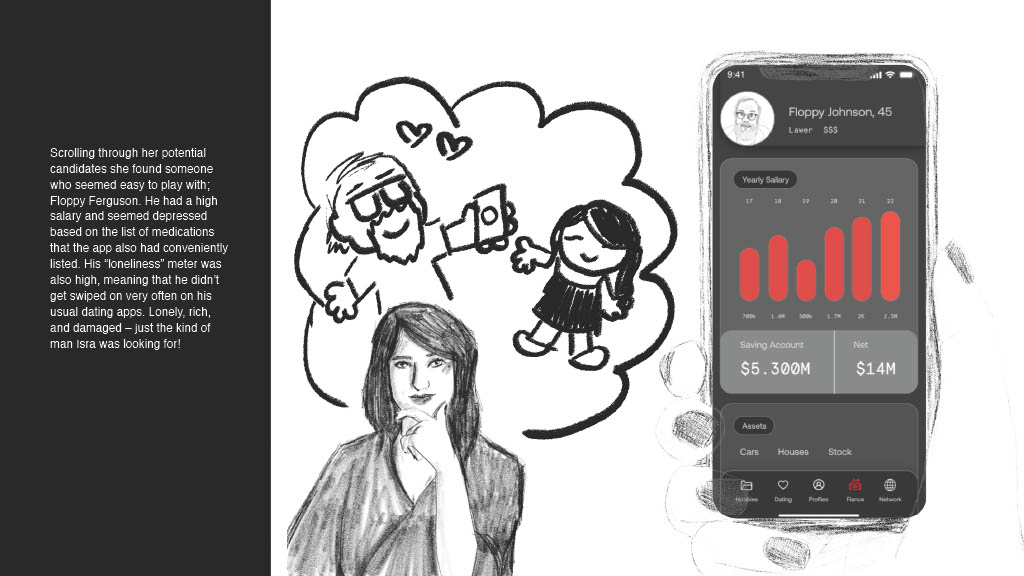 Scrolling through her potential
candidates she found someone
who seemed easy to play with;
Floppy Ferguson. He had a high
salary and seemed depressed
based on the list of medications
that the app also had conveniently
listed. His “loneliness” meter was
also high, meaning that he didn’t
get swiped on very often on his
usual dating apps. Lonely, rich,
and damaged – just the kind of
man Isra was looking for!
9:41
Floppy Johnson, 45
Lawer $$$
Yearly Sallary
17 18 19 20 21 22
700k 1.4M 500k 1.7M 2K 2.3M
Saving Account Net
$5.300M $14M
Assets
Cars Houses Stock
Hobbies Dating Profiles Fiance Network